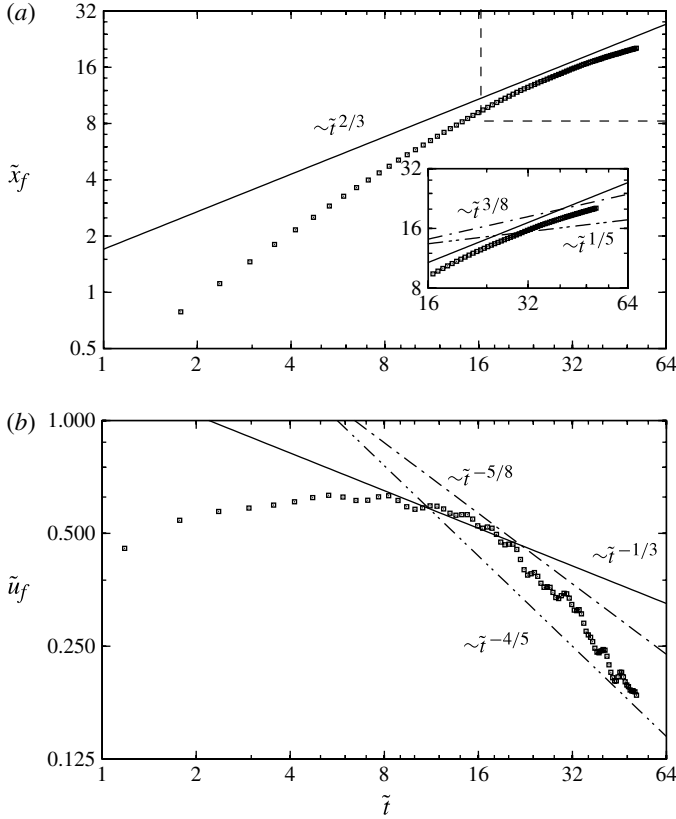 (a)
32
16
8
4
2
1
0.5
x̃_f
~t̃^{2/3}
32
16
8
~t̃^{3/8}
~t̃^{1/5}
16 32 64
1 2 4 8 16 32 64
(b)
1.000
0.500
0.250
0.125
ũ_f
~t̃^{−5/8}
~t̃^{−1/3}
~t̃^{−4/5}
1 2 4 8 16 32 64
t̃